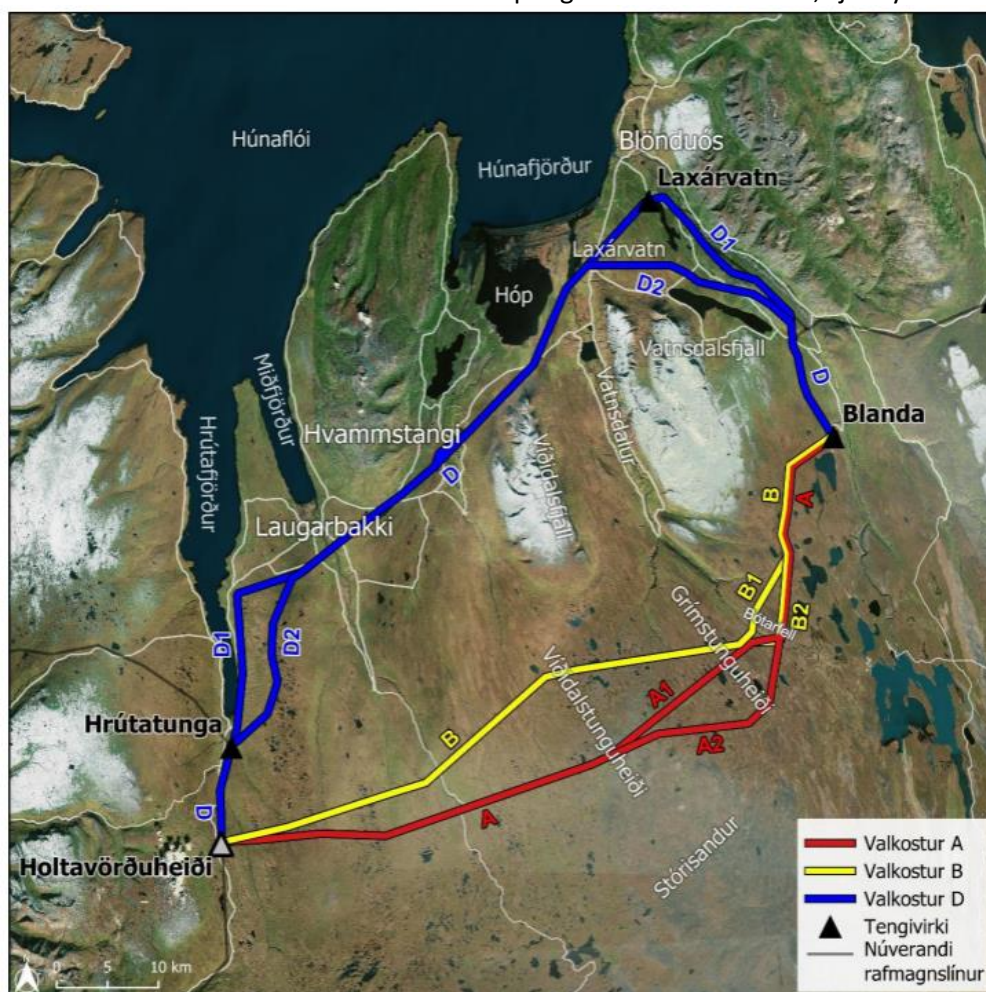 Húnaflói
Húnafjörður
Blönduós
Laxárvatn
D1
Laxárvatn
D2
Hóp
Vatnsdalsfjall
D
Vatnsdalur
Blanda
Miðfjörður
Hrútafjörður
Hvammstangi
D
Víðidalsfjall
B
A
Laugarbakki
B1
B2
Bótarfell
Grímstunguheiði
D1
D2
Víðidalstunguheiði
A1
Hrútatunga
B
A2
D
A
Holtavörðuheiði
Stórisandur
Valkostur A
Valkostur B
Valkostur D
Tengivirki
Núverandi
rafmagnslínur
0 5 10 km